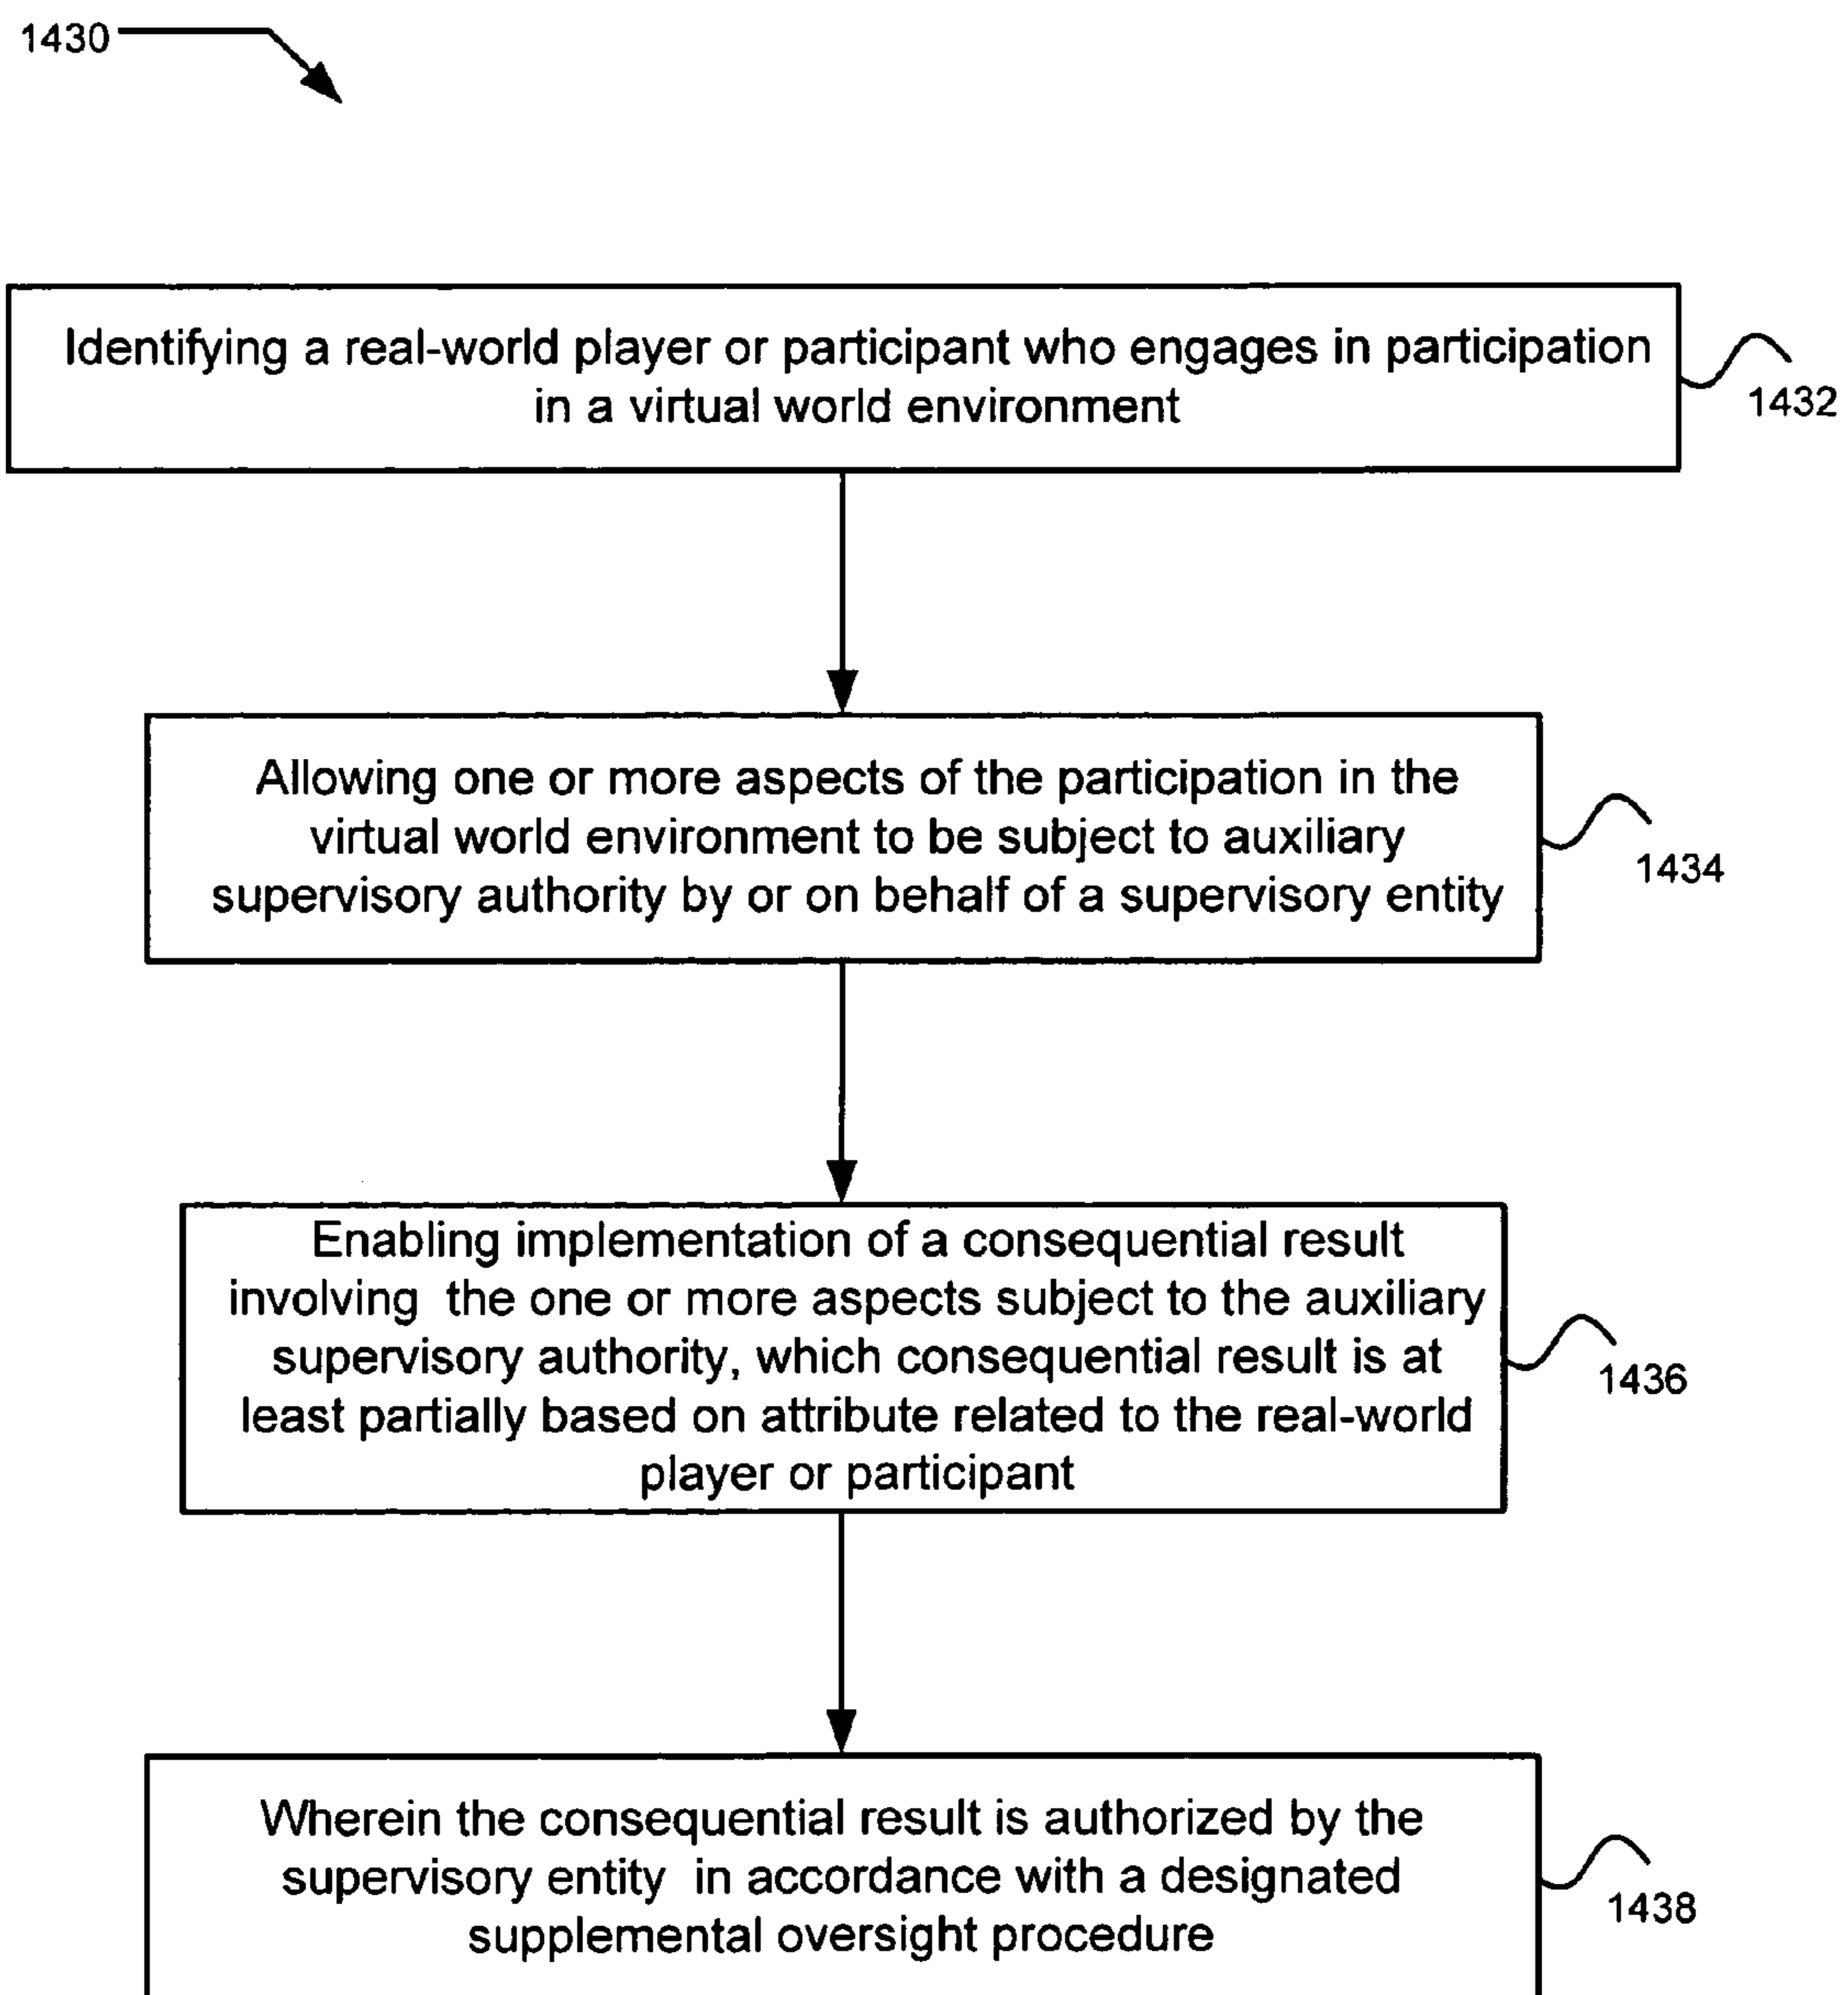 1430
Identifying a real-world player or participant who engages in participation
in a virtual world environment
1432
Allowing one or more aspects of the participation in the
virtual world environment to be subject to auxiliary
supervisory authority by or on behalf of a supervisory entity
1434
Enabling implementation of a consequential result
involving the one or more aspects subject to the auxiliary
supervisory authority, which consequential result is at
least partially based on attribute related to the real-world
player or participant
1436
Wherein the consequential result is authorized by the
supervisory entity in accordance with a designated
supplemental oversight procedure
1438